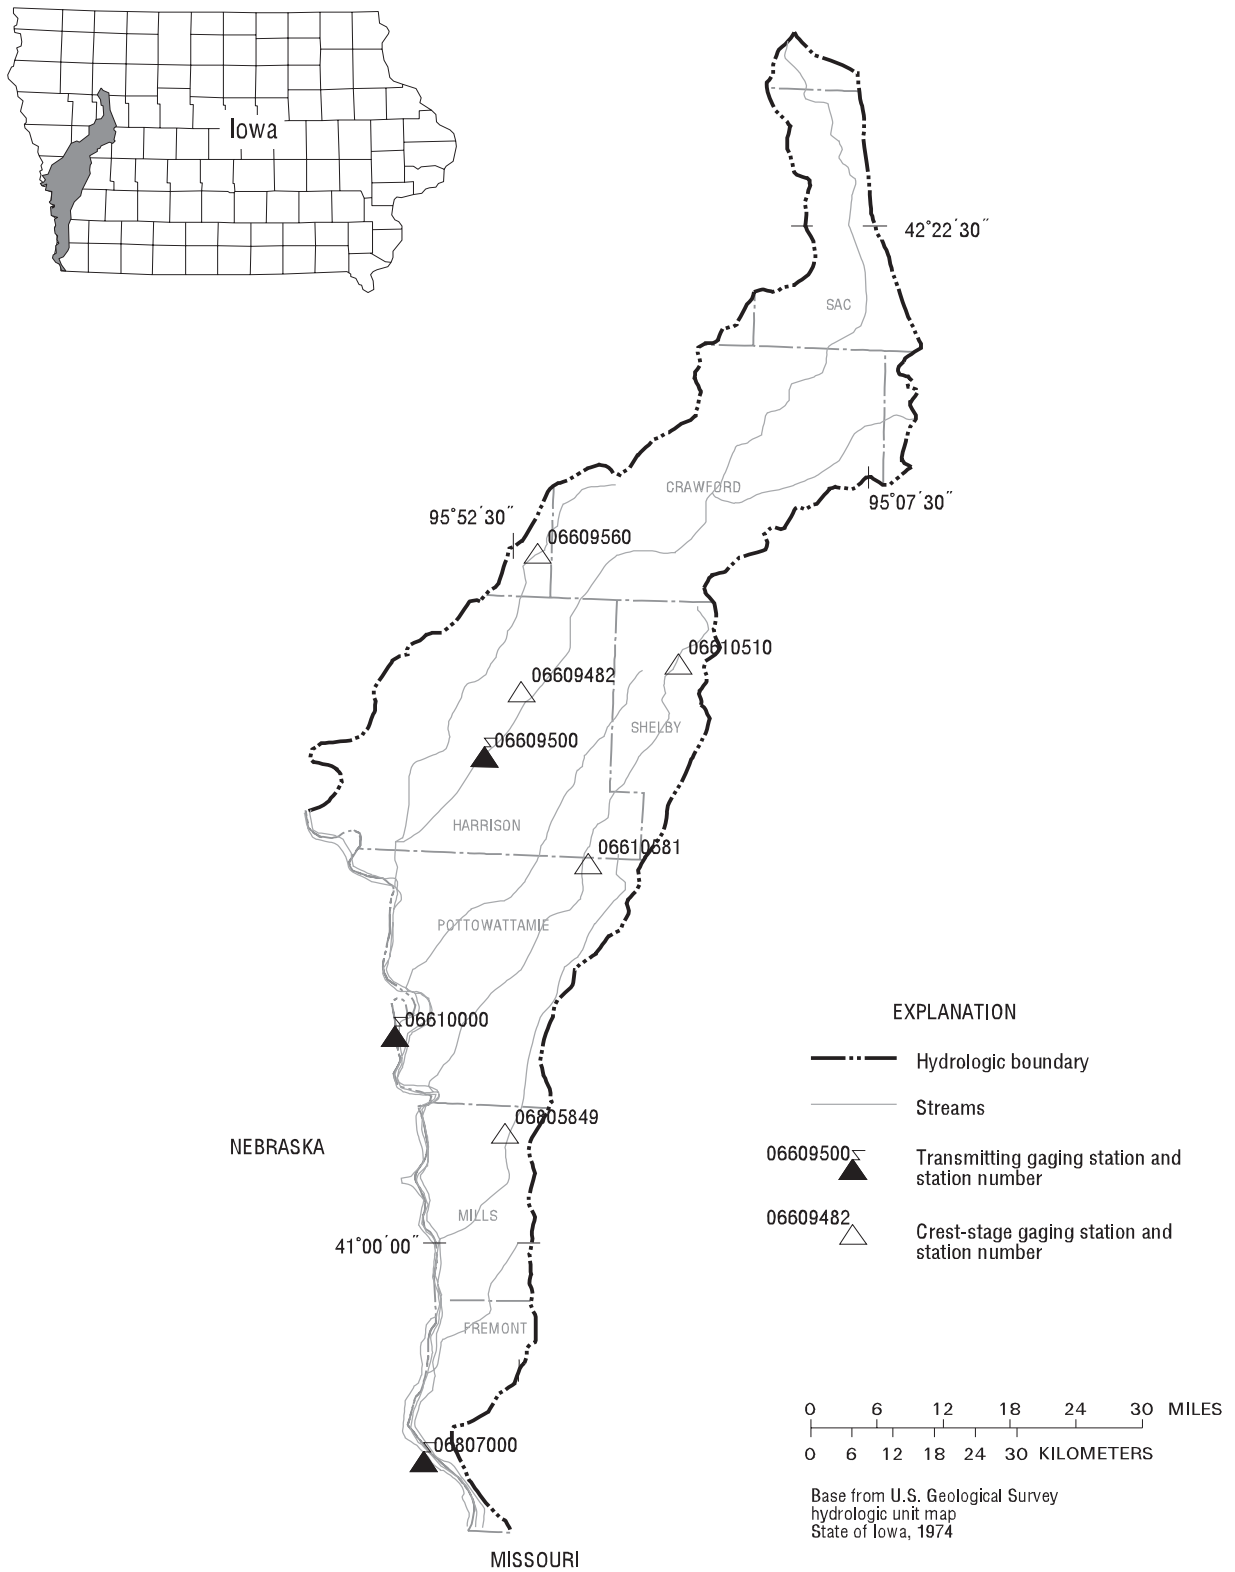 Iowa
42°22'30"
SAC
CRAWFORD
95°07'30"
95°52'30"
06609560
06610510
06609482
SHELBY
06609500
HARRISON
06610581
POTTOWATTAMIE
06610000
EXPLANATION
Hydrologic boundary
Streams
06805849
NEBRASKA
06609500
Transmitting gaging station and
station number
MILLS
06609482
Crest-stage gaging station and
station number
41°00'00"
FREMONT
0 6 12 18 24 30 MILES
0 6 12 18 24 30 KILOMETERS
06807000
Base from U.S. Geological Survey
hydrologic unit map
State of Iowa, 1974
MISSOURI